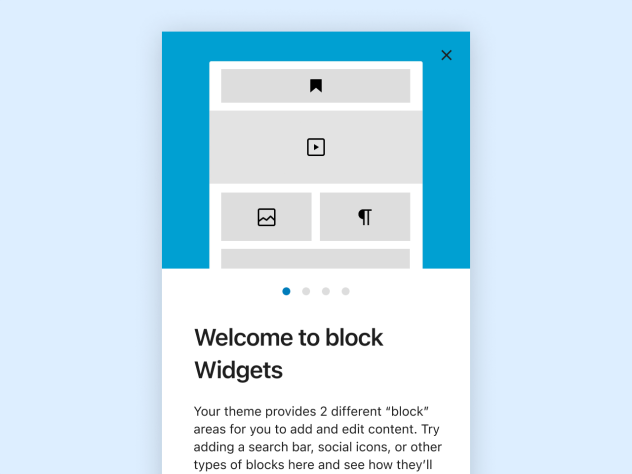 Welcome to block
Widgets
Your theme provides 2 different “block”
areas for you to add and edit content. Try
adding a search bar, social icons, or other
types of blocks here and see how they’ll